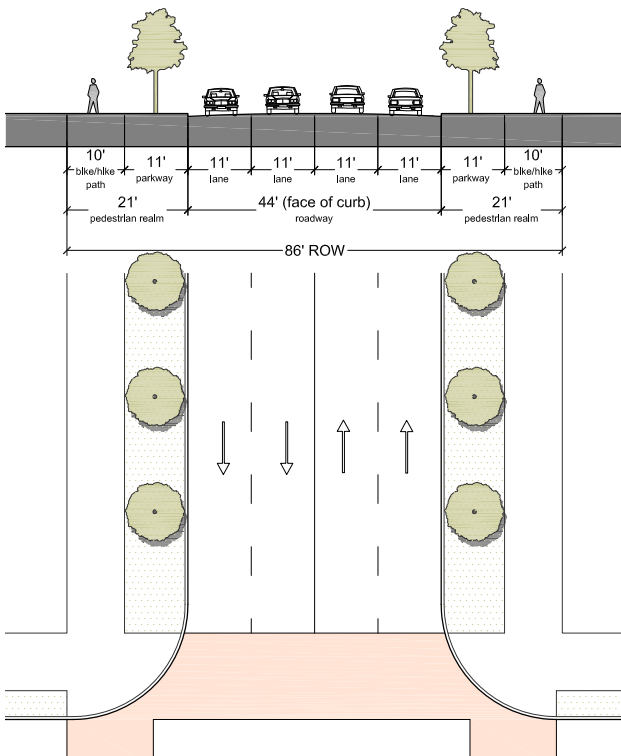 10' 11' 11' 11' 11' 11' 11' 10'
bike/hike path parkway lane lane lane lane parkway bike/hike path
21' 44' (face of curb) 21'
pedestrian realm roadway pedestrian realm
86' ROW